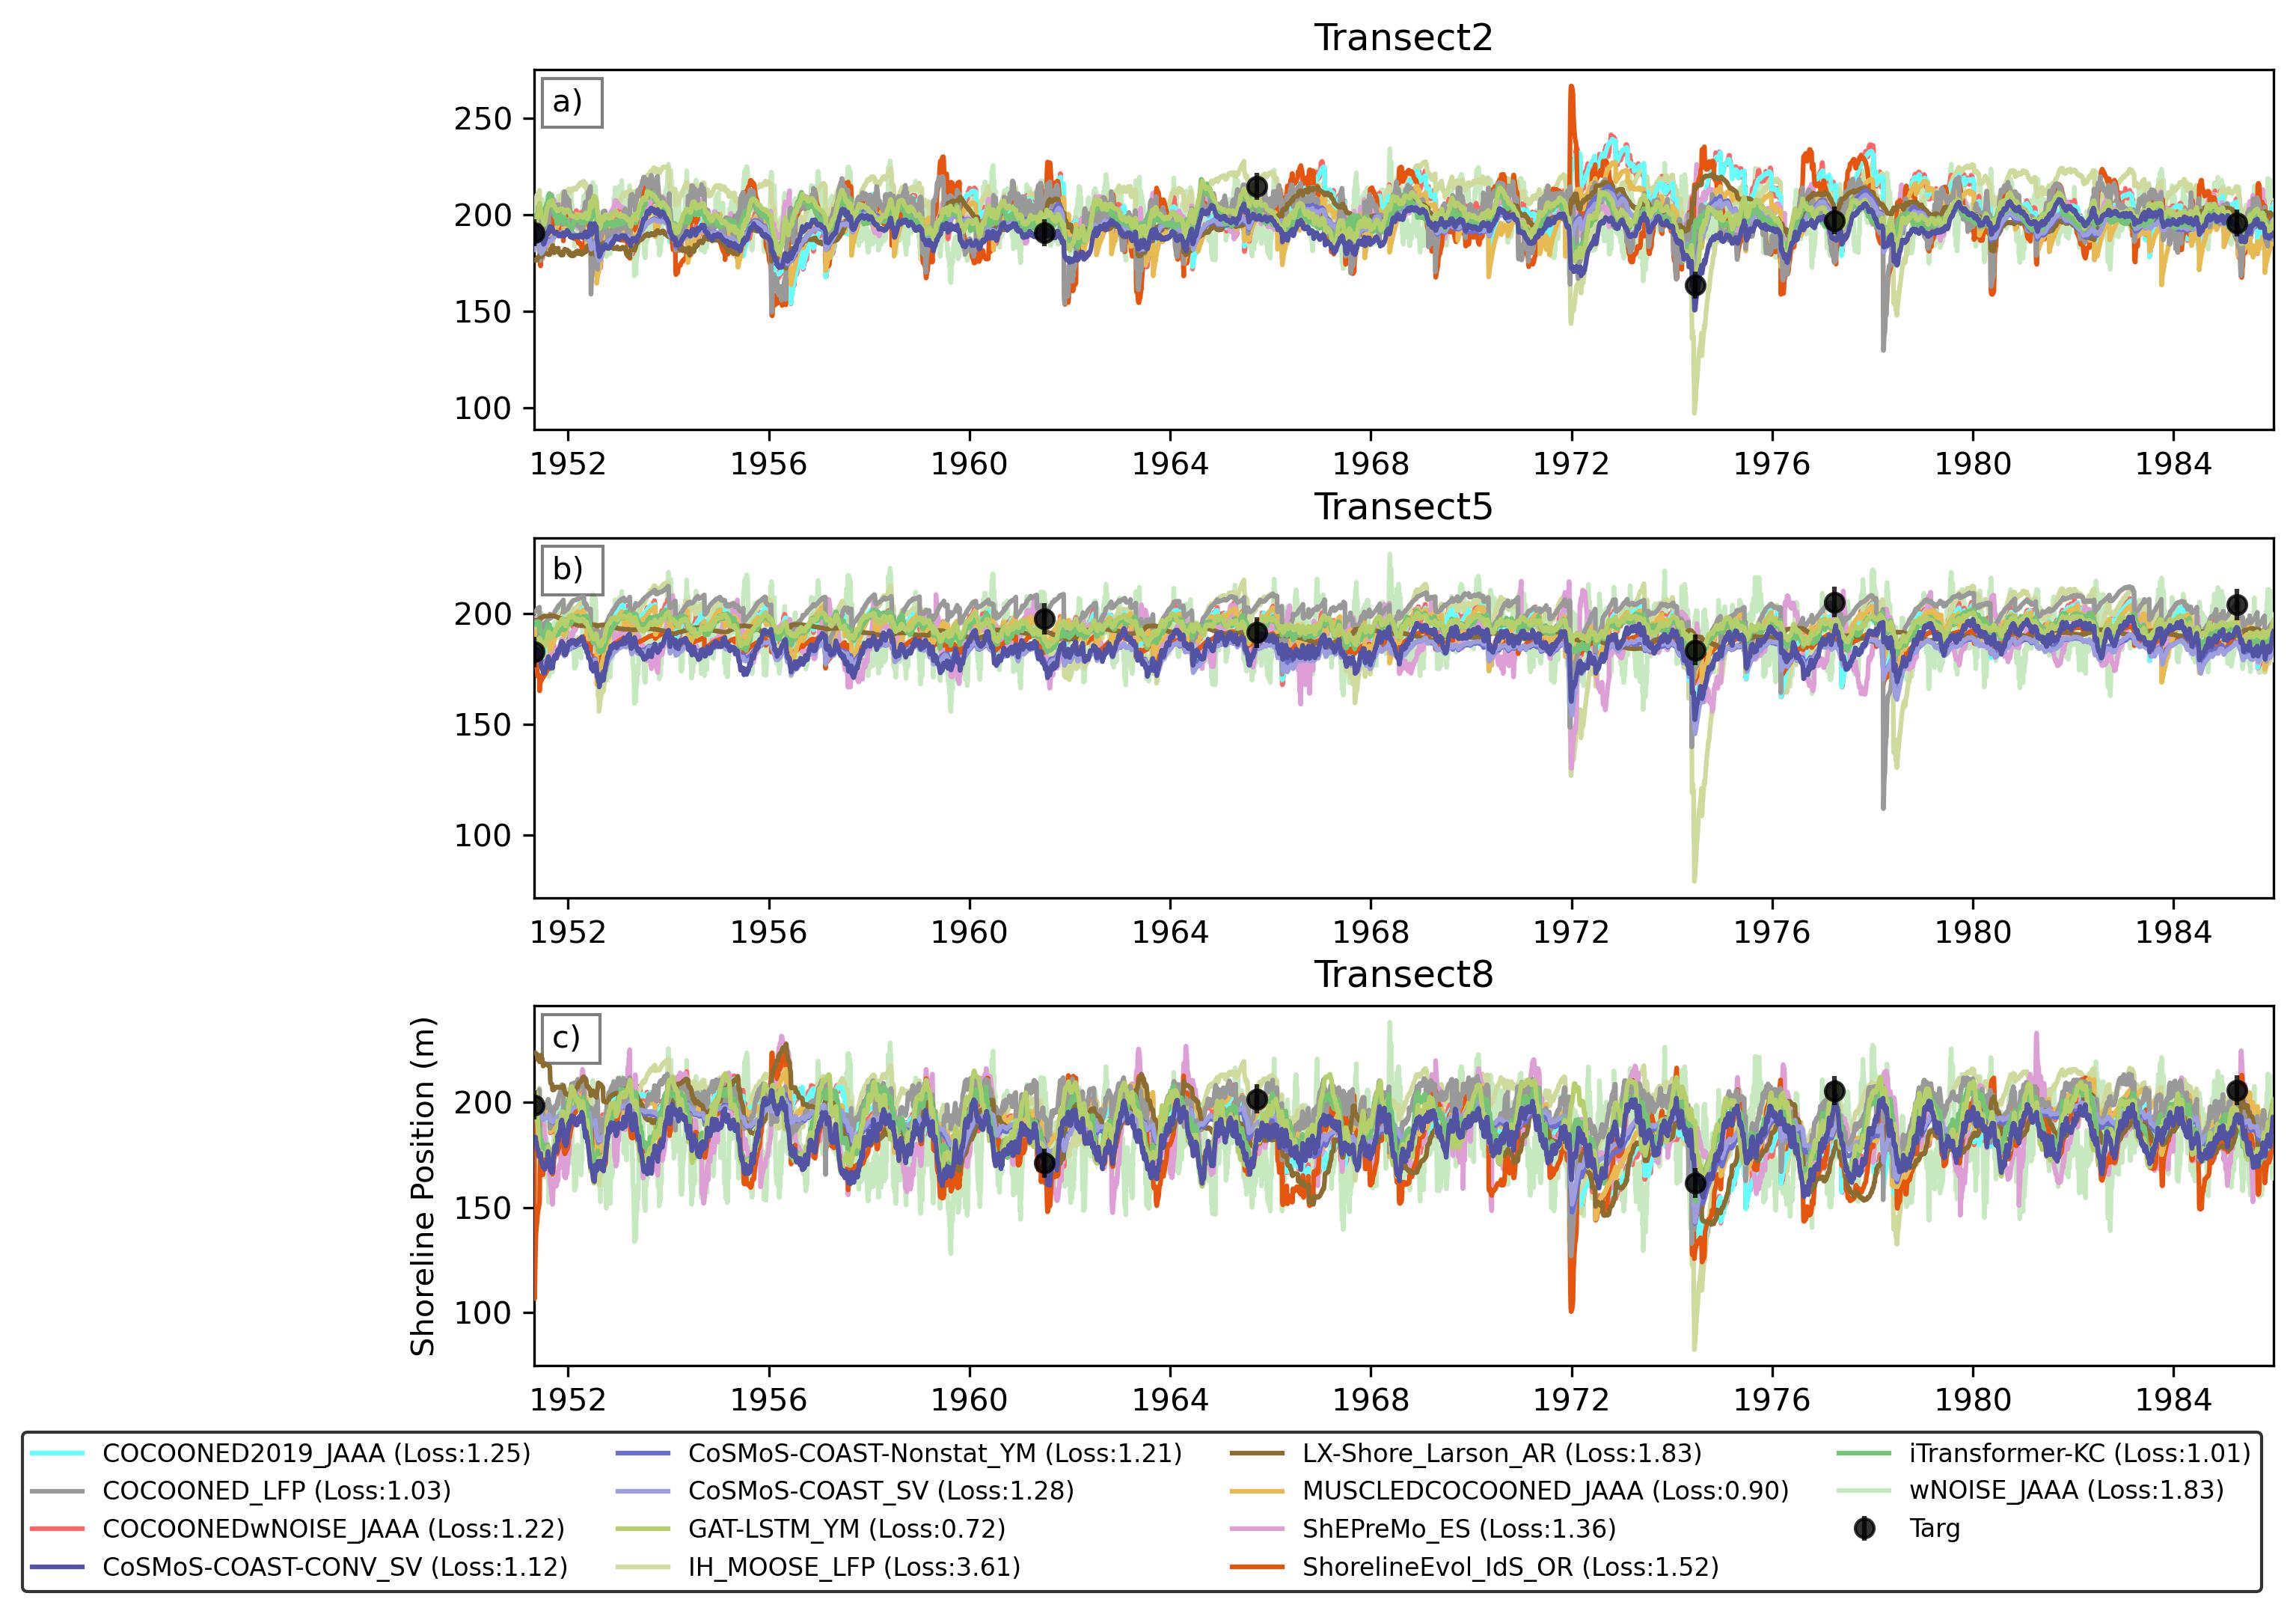 Transect2
a)
250
200
150
100
1952 1956 1960 1964 1968 1972 1976 1980 1984
Transect5
b)
200
150
100
1952 1956 1960 1964 1968 1972 1976 1980 1984
Transect8
c)
Shoreline Position (m)
200
150
100
1952 1956 1960 1964 1968 1972 1976 1980 1984
COCOONED2019_JAAA (Loss:1.25)
COCOONED_LFP (Loss:1.03)
COCOONEDwNOISE_JAAA (Loss:1.22)
CoSMoS-COAST-CONV_SV (Loss:1.12)
CoSMoS-COAST-Nonstat_YM (Loss:1.21)
CoSMoS-COAST_SV (Loss:1.28)
GAT-LSTM_YM (Loss:0.72)
IH_MOOSE_LFP (Loss:3.61)
LX-Shore_Larson_AR (Loss:1.83)
MUSCLEDCOCOONED_JAAA (Loss:0.90)
ShEPreMo_ES (Loss:1.36)
ShorelineEvol_IdS_OR (Loss:1.52)
iTransformer-KC (Loss:1.01)
wNOISE_JAAA (Loss:1.83)
Targ